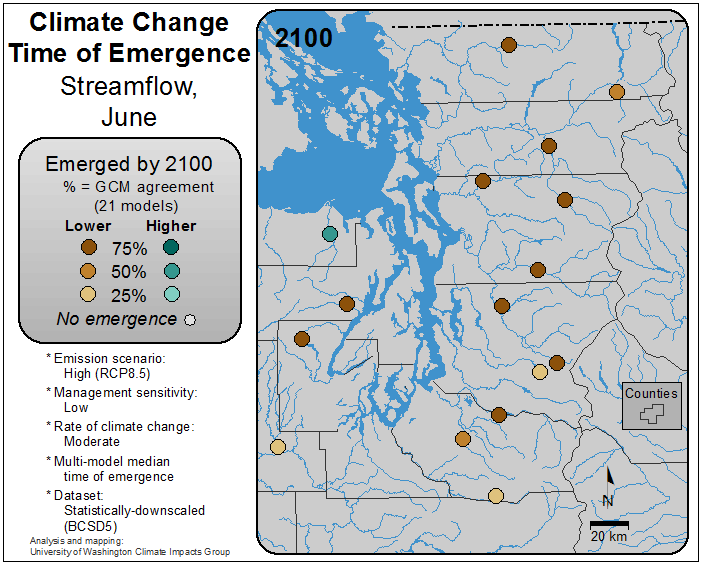 Climate Change
Time of Emergence
Streamflow,
June
Emerged by 2100
% = GCM agreement
(21 models)
Lower Higher
75%
50%
25%
No emergence
* Emission scenario:
High (RCP8.5)
* Management sensitivity:
Low
* Rate of climate change:
Moderate
* Multi-model median
time of emergence
* Dataset:
Statistically-downscaled
(BCSD5)
Analysis and mapping:
University of Washington Climate Impacts Group
2100
Counties
N
20 km